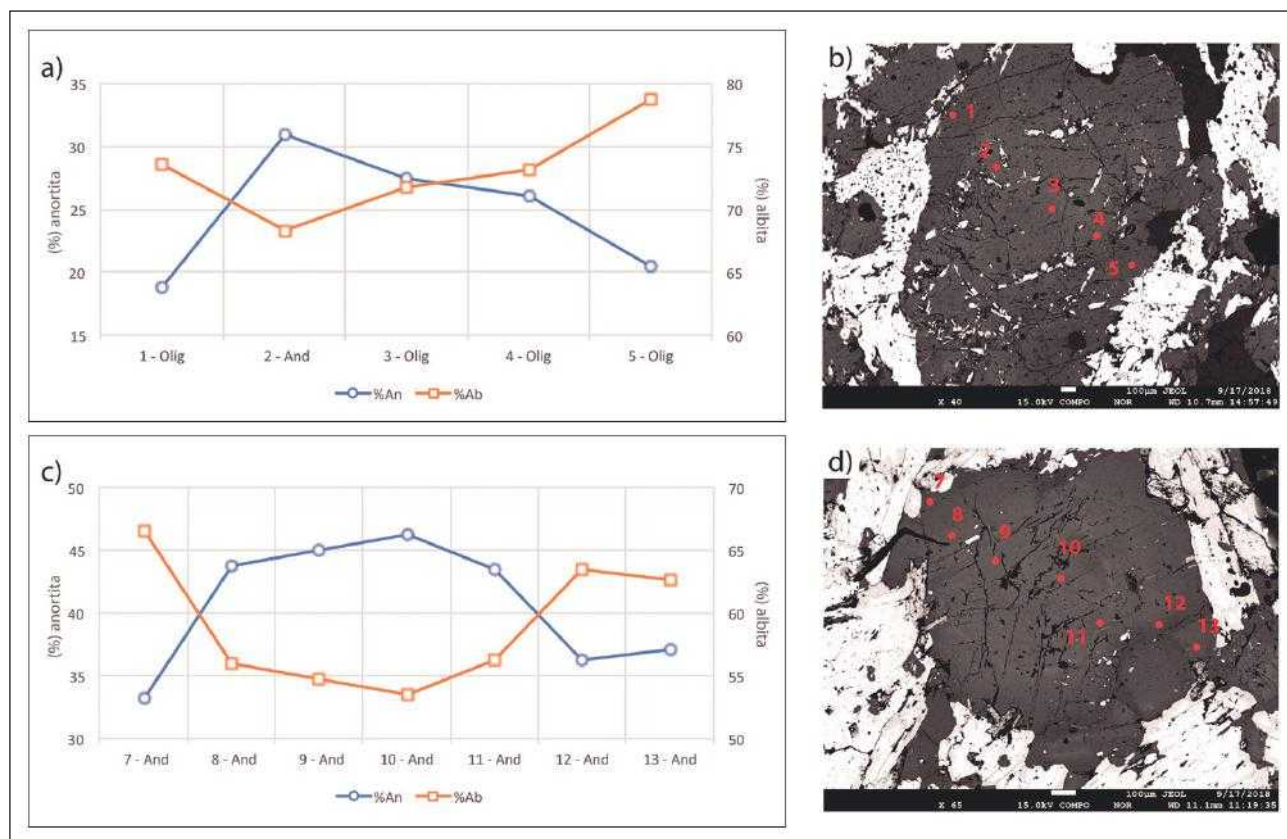 a)
(%) anortita
35
30
25
20
15
80
75
70
65
60
(%) albita
1 - Olig 2 - And 3 - Olig 4 - Olig 5 - Olig
%An %Ab
b)
1
2
3
4
5
100µm JEOL 9/17/2018
X 40 15.0kV COMPO NOR WD 10.7mm 14:57:49
c)
(%) anortita
50
45
40
35
30
70
65
60
55
50
(%) albita
7 - And 8 - And 9 - And 10 - And 11 - And 12 - And 13 - And
%An %Ab
d)
7
8
9
10
11
12
13
100µm JEOL 9/17/2018
X 65 15.0kV COMPO NOR WD 11.1mm 11:19:35